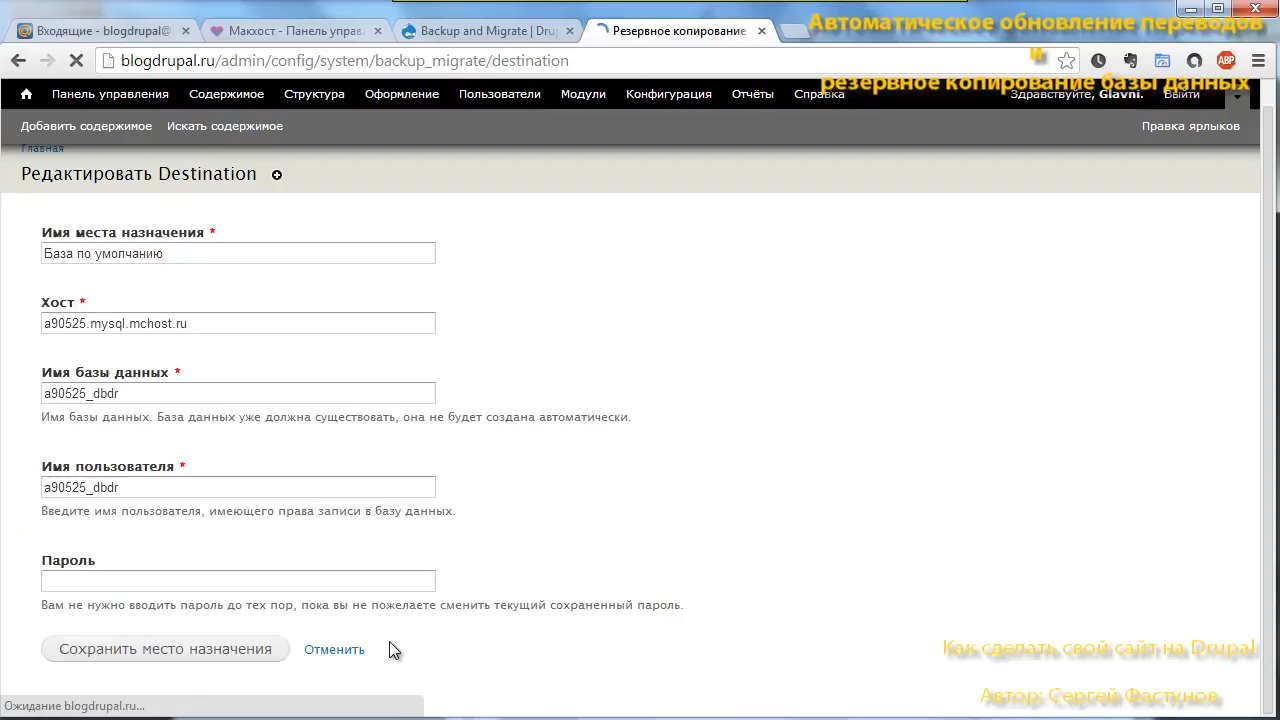 Входящие - blogdrupal@
Макхост - Панель управл
Backup and Migrate | Drup
Резервное копирование
Автоматическое обновление переводов
и
резервное копирование базы данных
blogdrupal.ru/admin/config/system/backup_migrate/destination
ABP
Панель управления Содержимое Структура Оформление Пользователи Модули Конфигурация Отчёты Справка Здравствуйте, Glavni. Выйти
Добавить содержимое Искать содержимое Правка ярлыков
Главная
Редактировать Destination
Имя места назначения *
База по умолчанию
Хост *
a90525.mysql.mchost.ru
Имя базы данных *
a90525_dbdr
Имя базы данных. База данных уже должна существовать, она не будет создана автоматически.
Имя пользователя *
a90525_dbdr
Введите имя пользователя, имеющего права записи в базу данных.
Пароль
Вам не нужно вводить пароль до тех пор, пока вы не пожелаете сменить текущий сохраненный пароль.
Сохранить место назначения Отменить
Как сделать свой сайт на Drupal
Автор: Сергей Фастунов
Ожидание blogdrupal.ru...